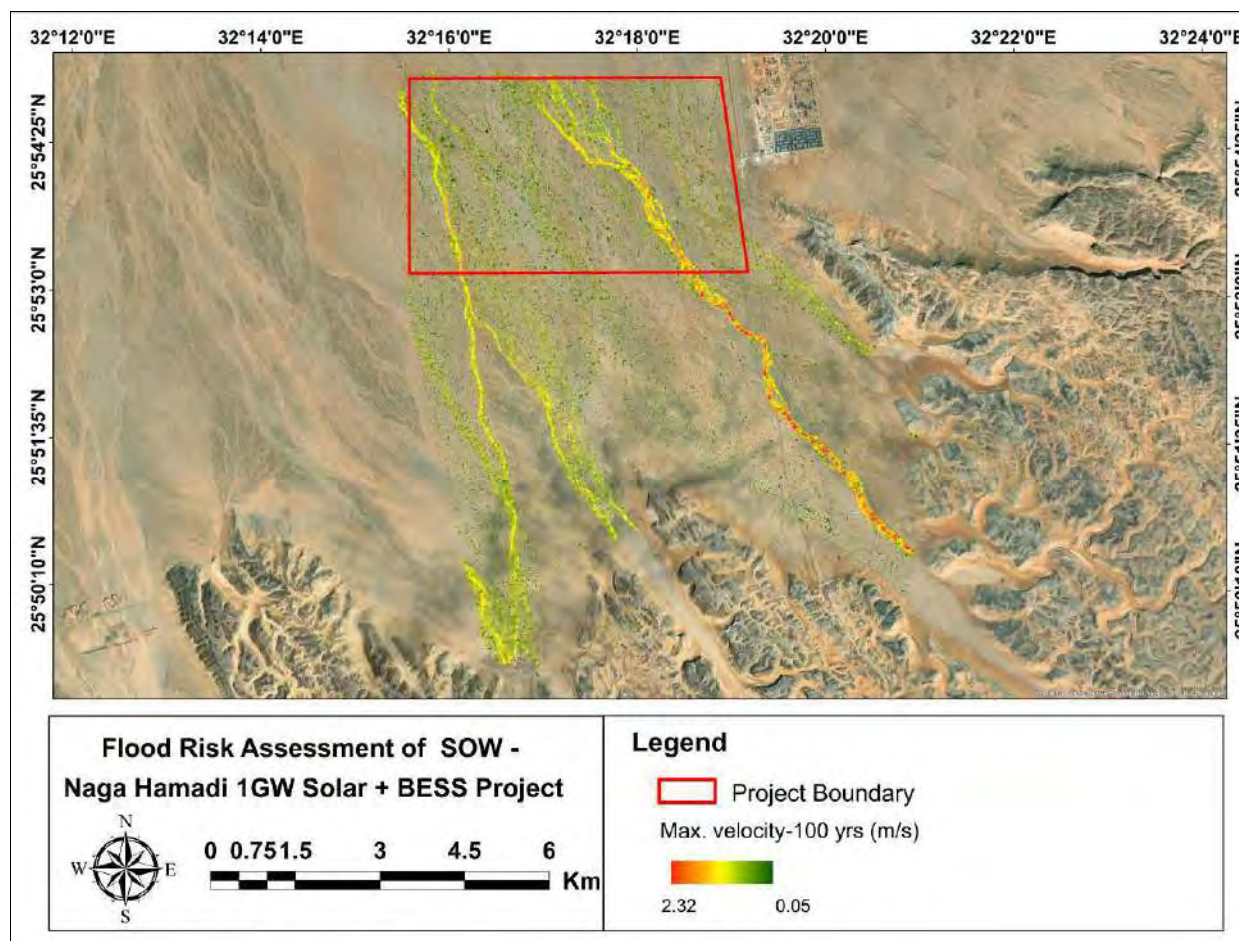 32°12'0"E 32°14'0"E 32°16'0"E 32°18'0"E 32°20'0"E 32°22'0"E 32°24'0"E
25°54'25"N
25°53'0"N
25°51'35"N
25°50'10"N
Flood Risk Assessment of SOW -
Naga Hamadi 1GW Solar + BESS Project
N
W E
S
0 0.75 1.5 3 4.5 6
Km
Legend
Project Boundary
Max. velocity-100 yrs (m/s)
2.32 0.05